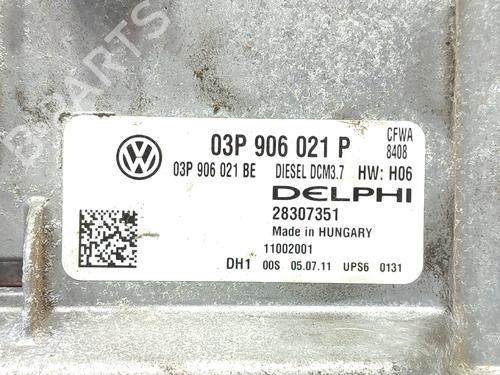 B-PARTS
03P 906 021 P
CFWA
8408
03P 906 021 BE DIESEL DCM3.7 HW: H06
DELPHI
28307351
Made in HUNGARY
11002001
DH1 00S 05.07.11 UPS6 0131